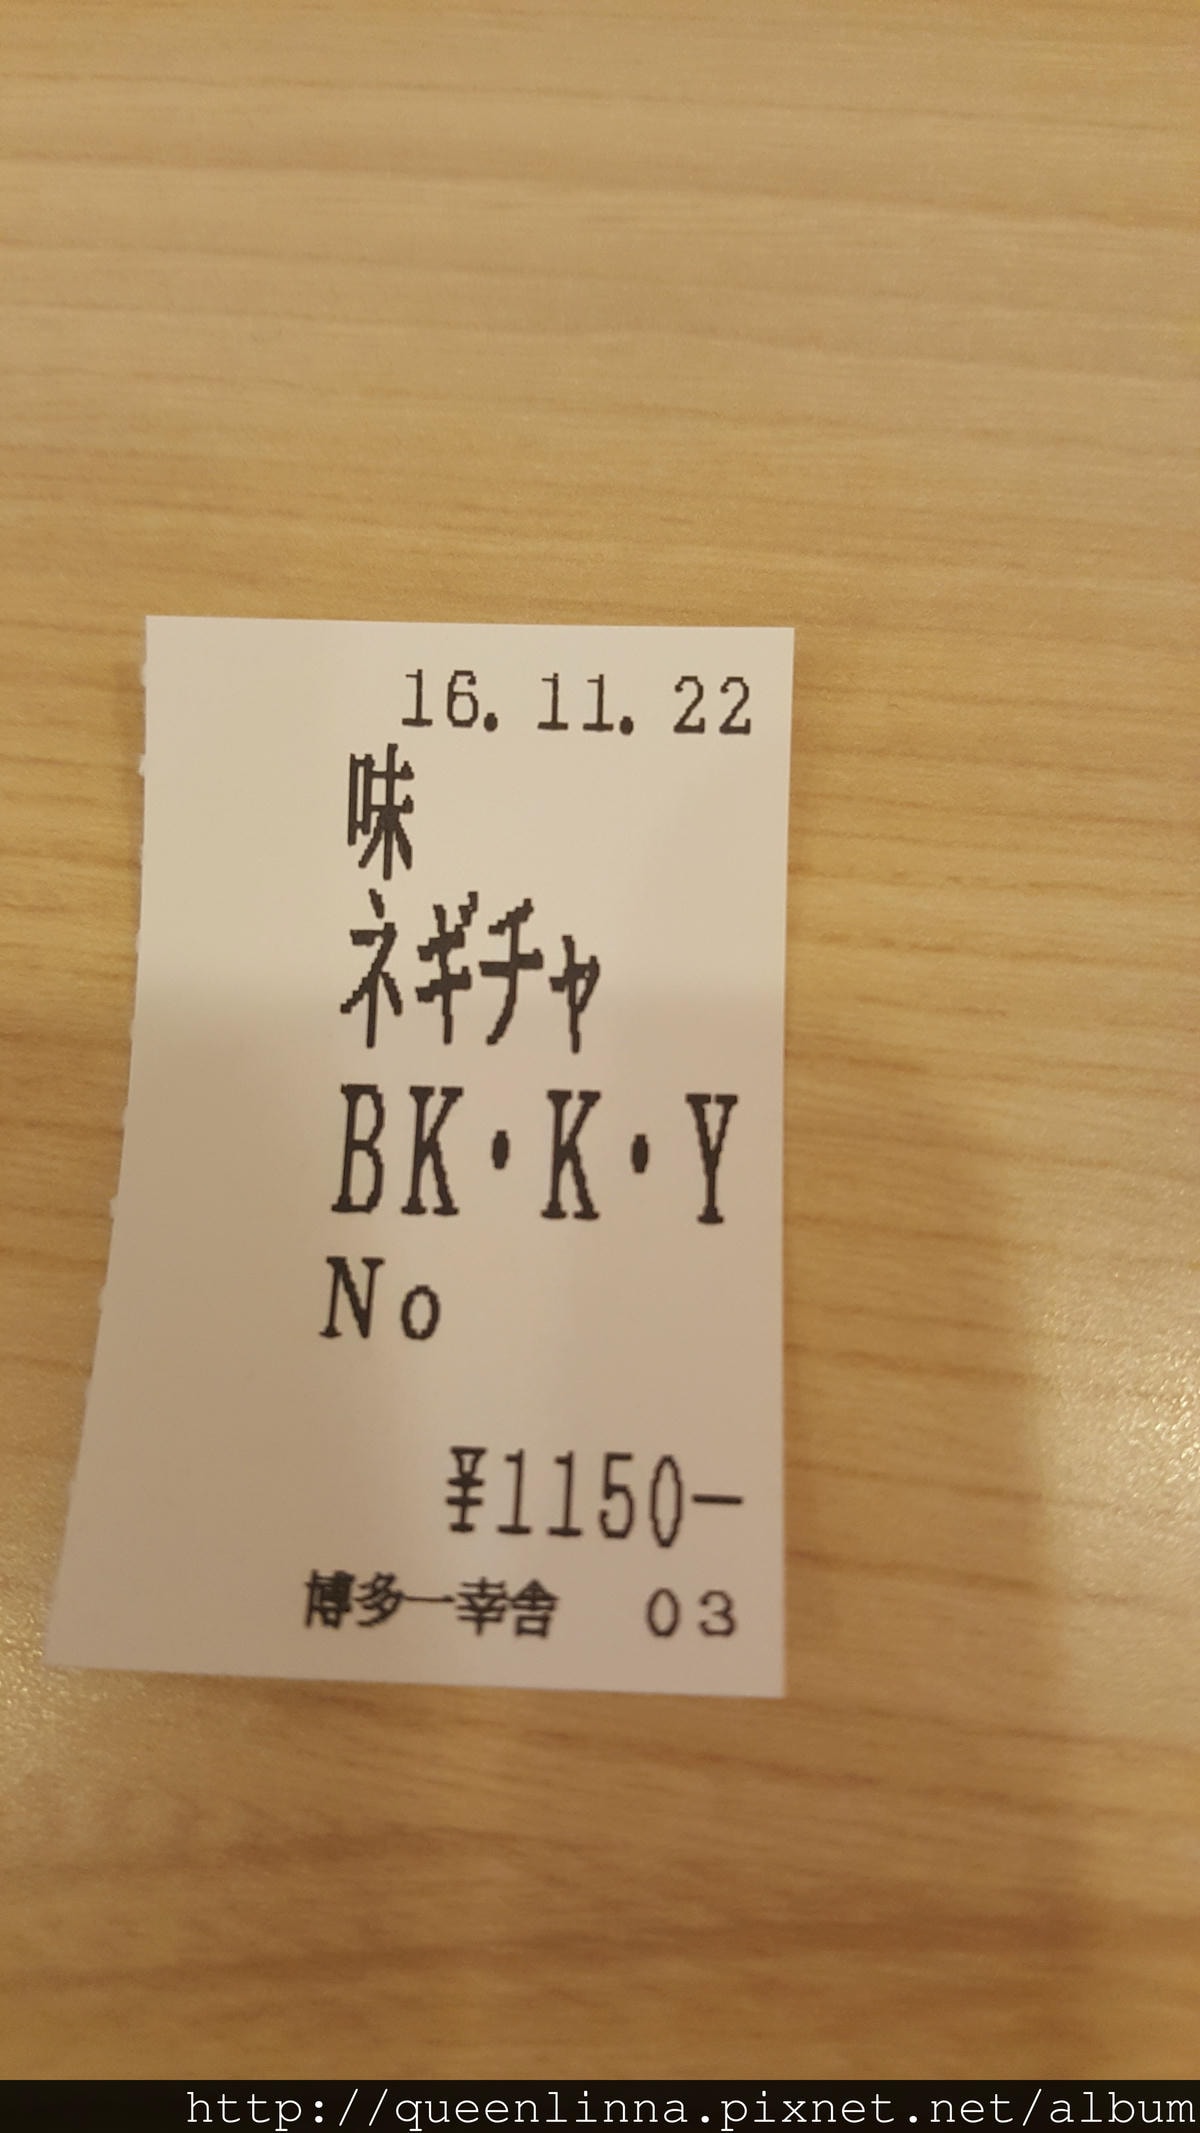 16.11.22
味
ネギチャ
BK・K・Y
No
¥1150-
博多一幸舎 03
http://queenlinna.pixnet.net/album